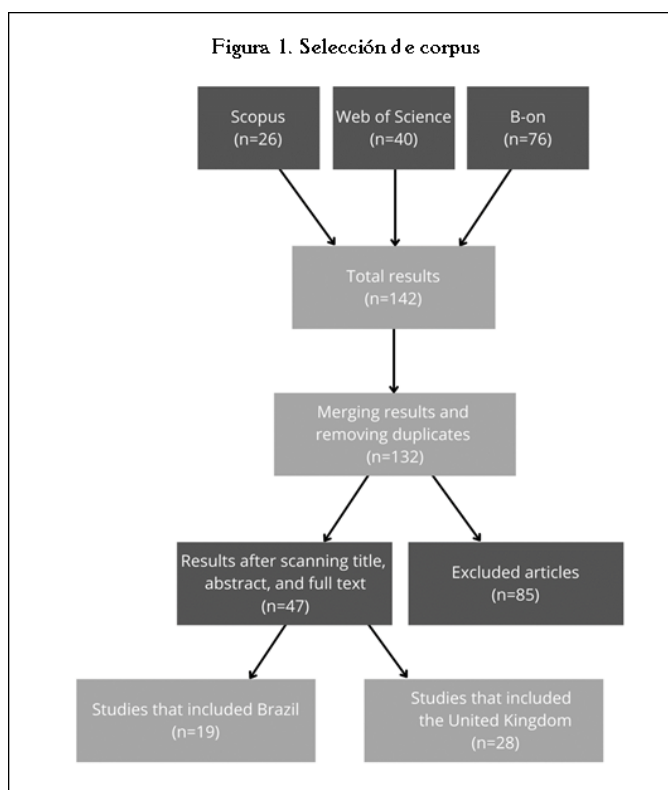 Figura 1. Selección de corpus
Scopus
(n=26)
Web of Science
(n=40)
B-on
(n=76)
Total results
(n=142)
Merging results and
removing duplicates
(n=132)
Results after scanning title,
abstract, and full text
(n=47)
Excluded articles
(n=85)
Studies that included Brazil
(n=19)
Studies that included
the United Kingdom
(n=28)